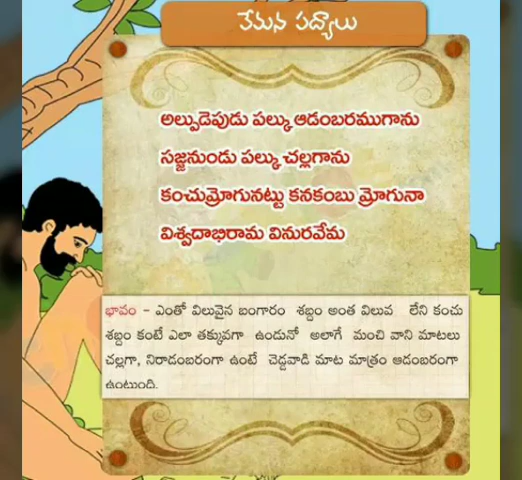 వేమన పద్యాలు
అల్పుడెపుడు పల్కు ఆడంబరముగాను
సజ్జనుండు పల్కు చల్లగాను
కంచుమ్రోగునట్టు కనకంబు మ్రోగునా
విశ్వదాభిరామ వినురవేమ
భావం - ఎంతో విలువైన బంగారం శబ్దం అంత విలువ లేని కంచు
శబ్దం కంటే ఎలా తక్కువగా ఉండునో అలాగే మంచి వాని మాటలు
చల్లగా, నిరాడంబరంగా ఉంటే చెడ్డవాడి మాట మాత్రం ఆడంబరంగా
ఉంటుంది.